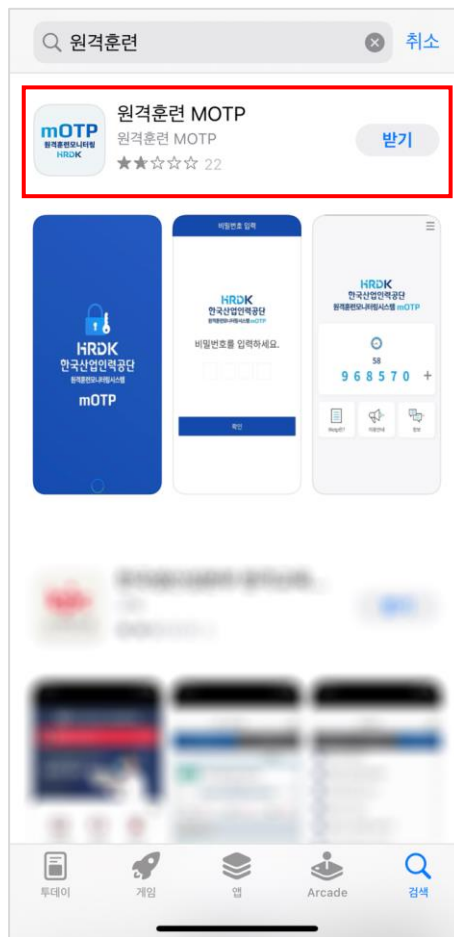 원격훈련
취소
mOTP
원격훈련모니터링
HRDK
원격훈련 MOTP
원격훈련 MOTP
22
받기
HRDK
한국산업인력공단
원격훈련모니터링시스템
mOTP
비밀번호 입력
HRDK
한국산업인력공단
원격훈련모니터링시스템 mOTP
비밀번호를 입력하세요.
확인
HRDK
한국산업인력공단
원격훈련모니터링시스템 mOTP
58
968570
이용안내
투데이
게임
앱
Arcade
검색